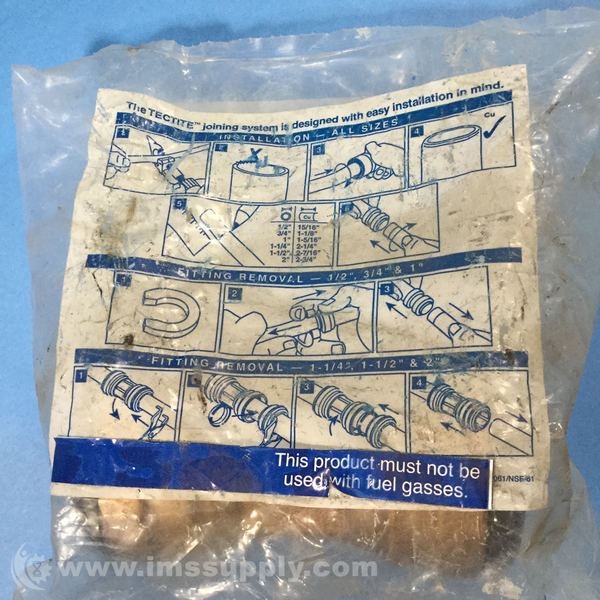 The TECTITE™ joining system is designed with easy installation in mind.
INSTALLATION — ALL SIZES
1 2 3 4 Cu
5 6
Cu
1/2" 15/16"
3/4" 1-1/8"
1" 1-5/16"
1-1/4" 2-1/4"
1-1/2" 2-7/16"
2" 2-3/4"
FITTING REMOVAL — 1/2", 3/4" & 1"
1 2 3
FITTING REMOVAL — 1-1/4", 1-1/2" & 2"
1 2 3 4
This product must not be
used with fuel gasses.
061/NSF/61
www.imssupply.com